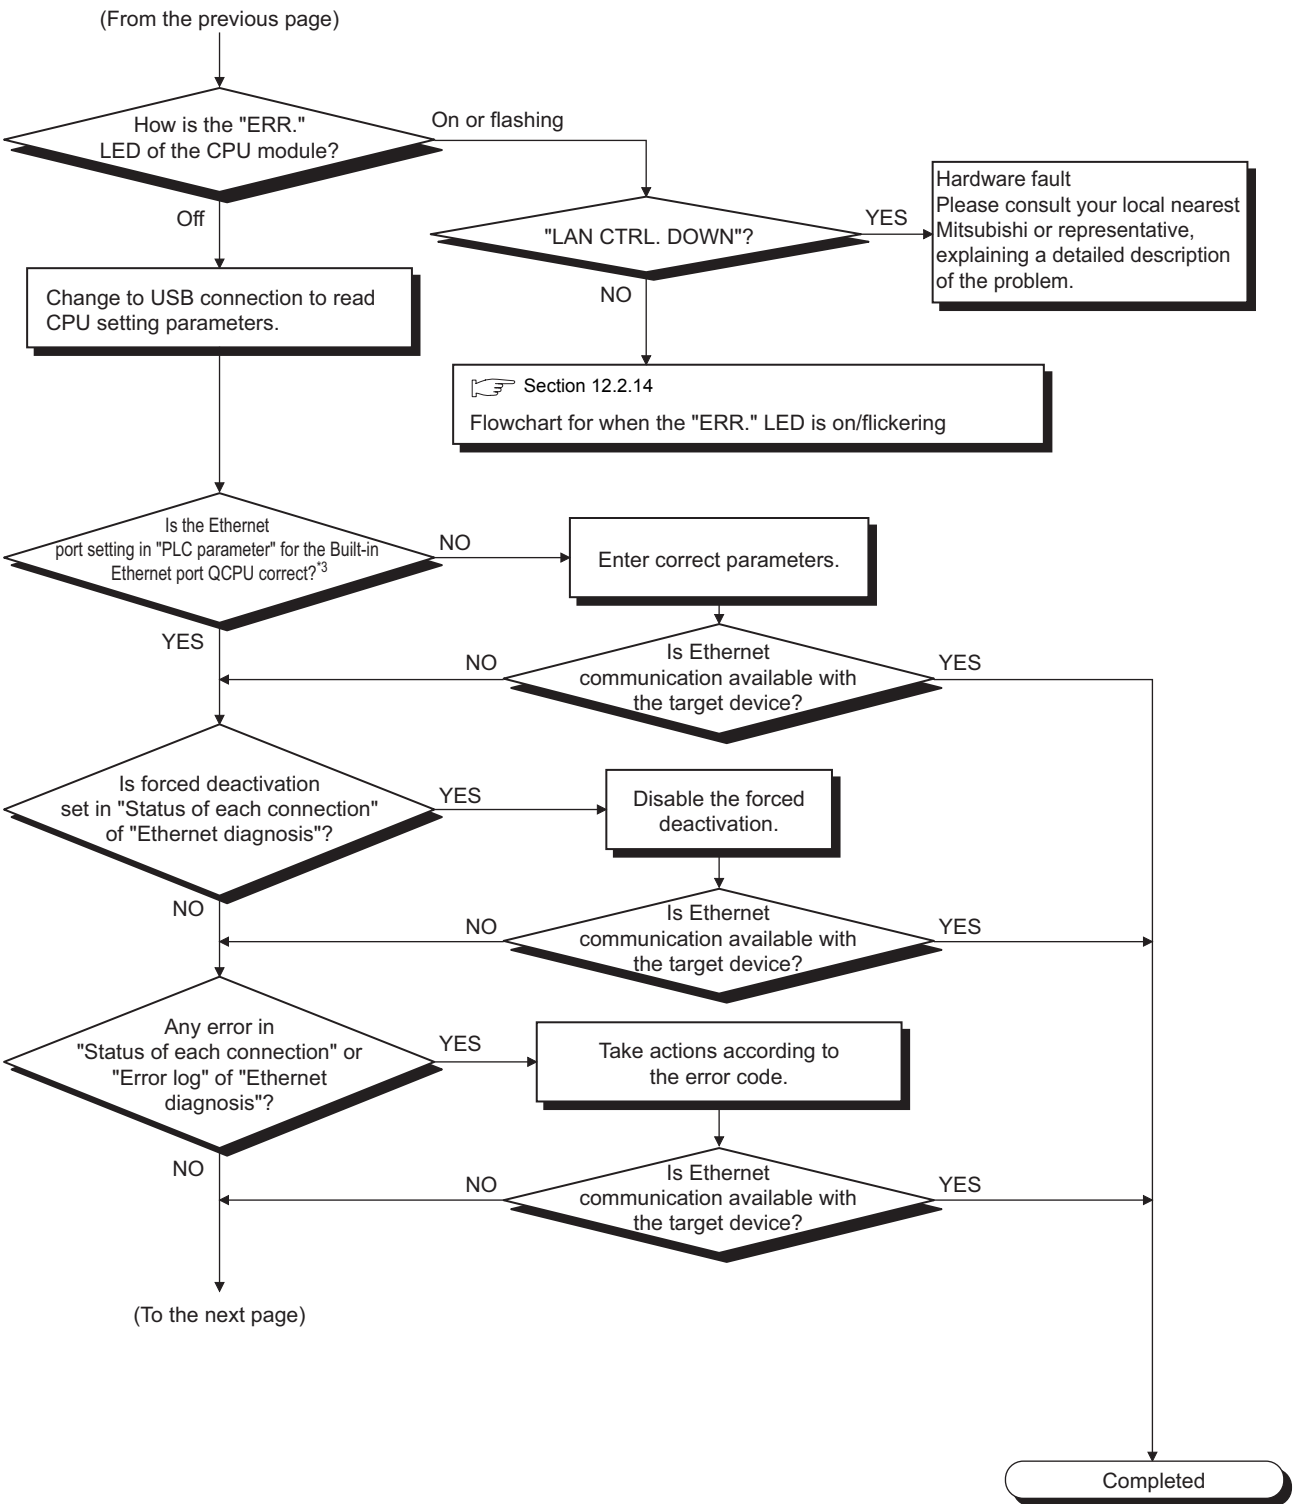 (From the previous page)
How is the "ERR."
LED of the CPU module?
On or flashing
Off
"LAN CTRL. DOWN"?
YES
Hardware fault
Please consult your local nearest
Mitsubishi or representative,
explaining a detailed description
of the problem.
NO
Change to USB connection to read
CPU setting parameters.
Section 12.2.14
Flowchart for when the "ERR." LED is on/flickering
Is the Ethernet
port setting in "PLC parameter" for the Built-in
Ethernet port QCPU correct?*3
NO
Enter correct parameters.
YES
Is Ethernet
communication available with
the target device?
NO
YES
Is forced deactivation
set in "Status of each connection"
of "Ethernet diagnosis"?
YES
Disable the forced
deactivation.
NO
Is Ethernet
communication available with
the target device?
NO
YES
Any error in
"Status of each connection" or
"Error log" of "Ethernet
diagnosis"?
YES
Take actions according to
the error code.
NO
Is Ethernet
communication available with
the target device?
NO
YES
(To the next page)
Completed